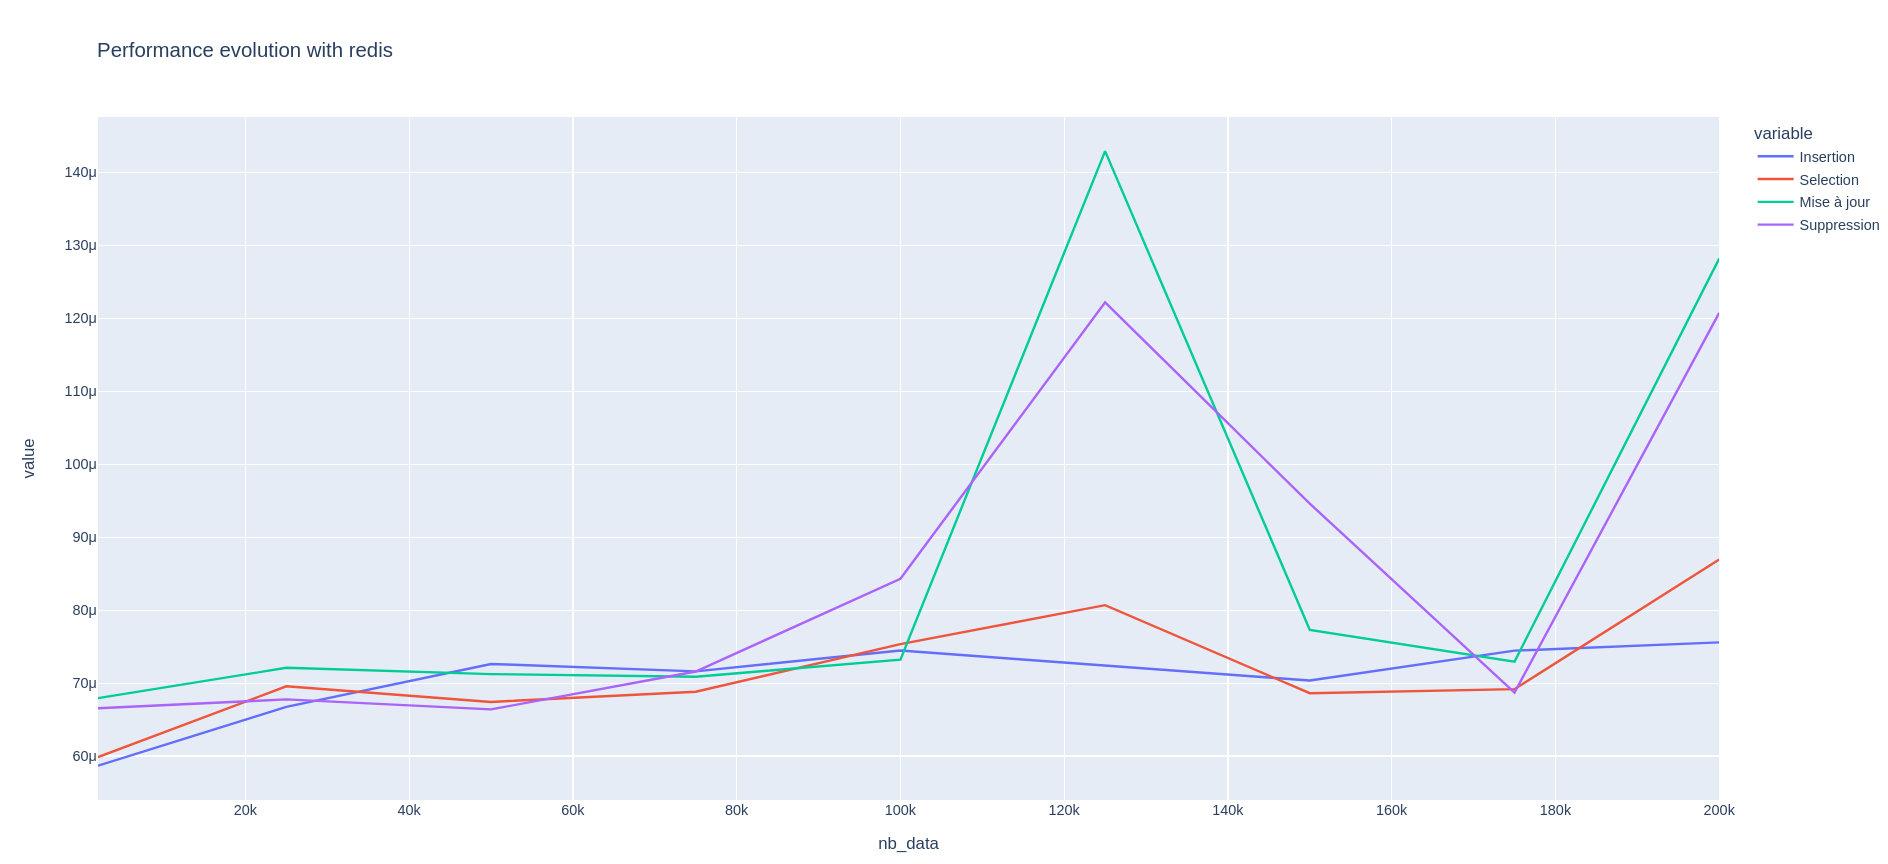 Performance evolution with redis
variable
Insertion
Selection
Mise à jour
Suppression
140μ
130μ
120μ
110μ
100μ
90μ
80μ
70μ
60μ
value
20k 40k 60k 80k 100k 120k 140k 160k 180k 200k
nb_data